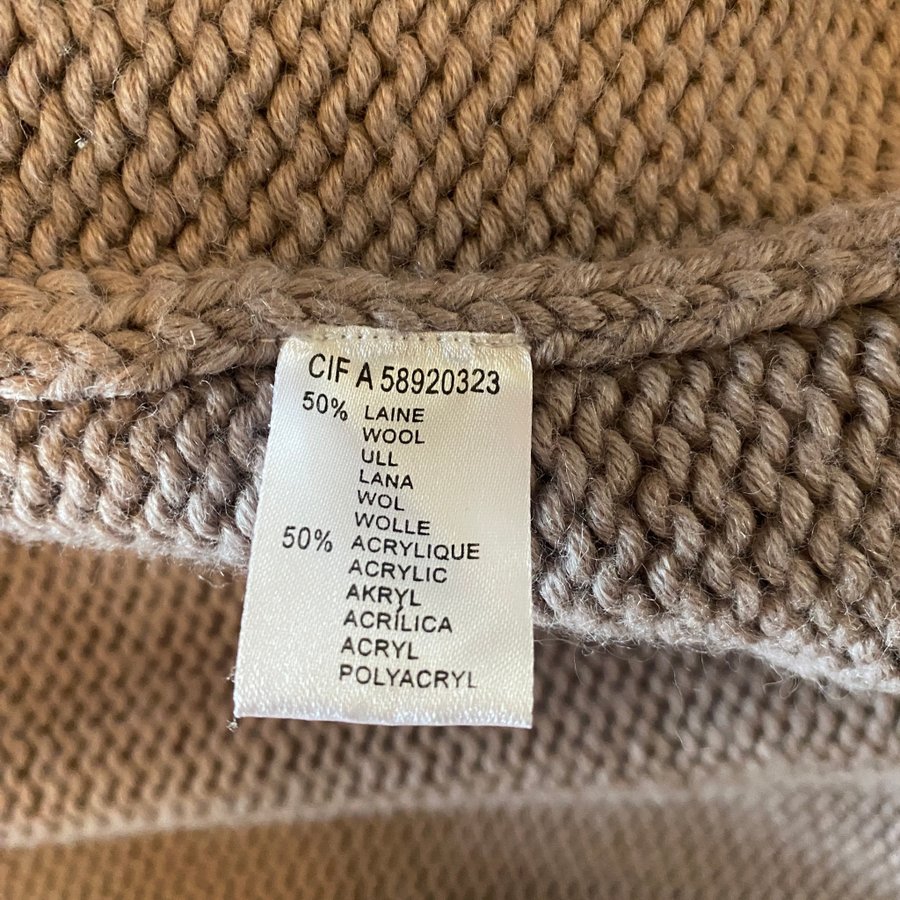 CIF A 58920323
50% LAINE
WOOL
ULL
LANA
WOL
WOLLE
50% ACRYLIQUE
ACRYLIC
AKRYL
ACRÍLICA
ACRYL
POLYACRYL